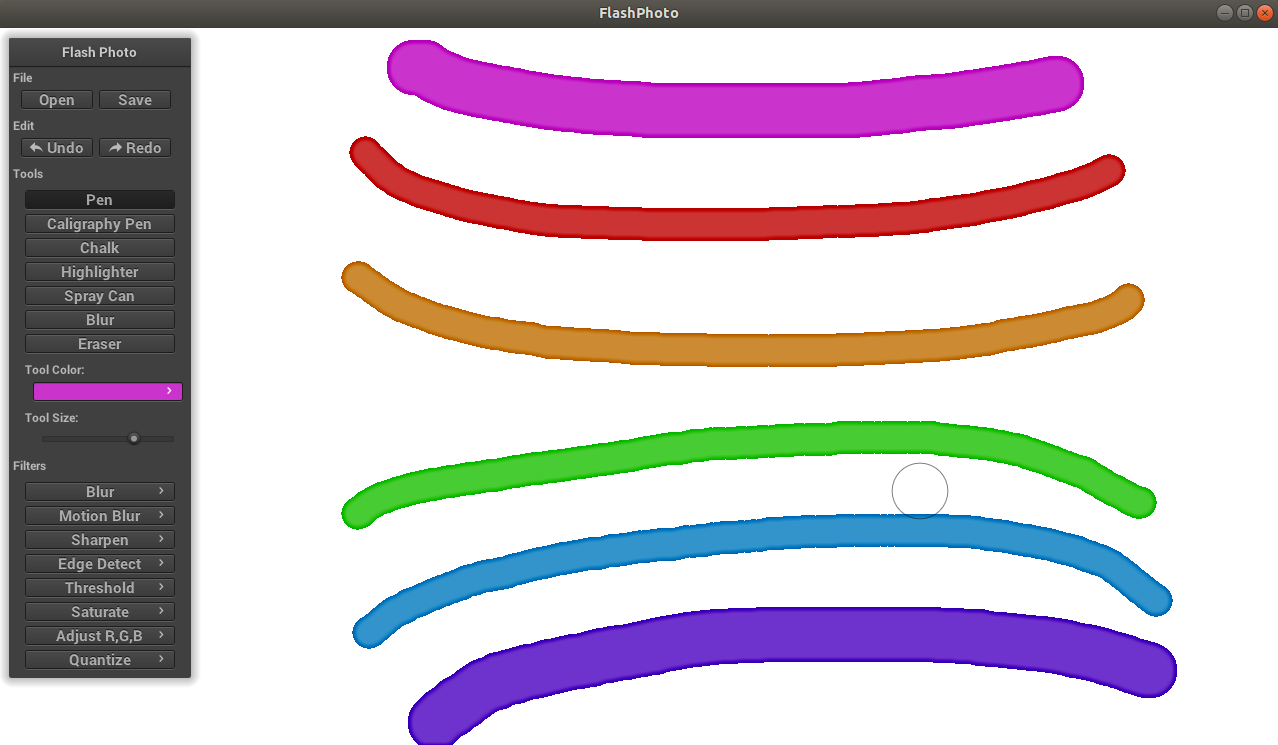 FlashPhoto
Flash Photo
File
Open Save
Edit
Undo Redo
Tools
Pen
Caligraphy Pen
Chalk
Highlighter
Spray Can
Blur
Eraser
Tool Color:
Tool Size:
Filters
Blur
Motion Blur
Sharpen
Edge Detect
Threshold
Saturate
Adjust R,G,B
Quantize